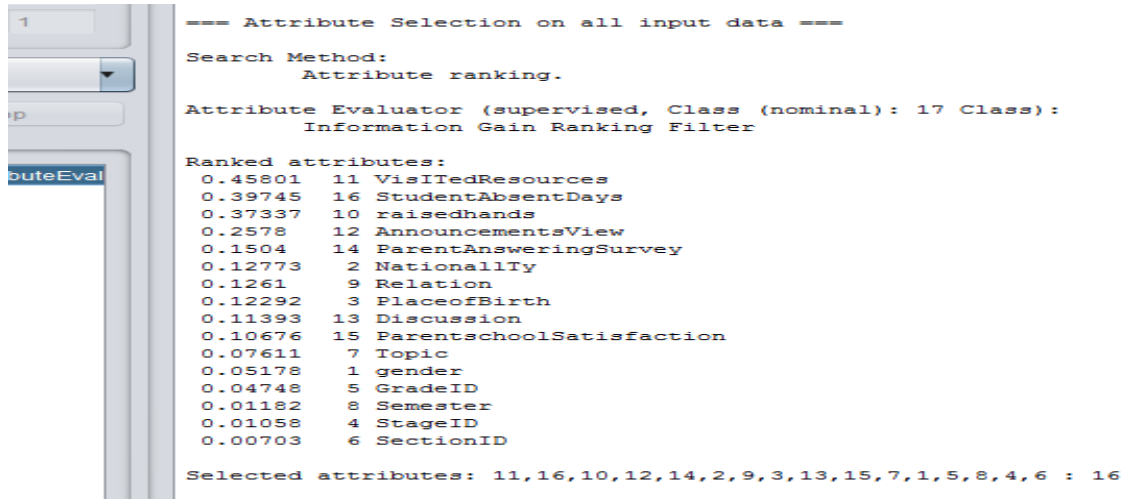 1
=== Attribute Selection on all input data ===
Search Method:
Attribute ranking.
op
Attribute Evaluator (supervised, Class (nominal): 17 Class):
Information Gain Ranking Filter
Ranked attributes:
buteEval
0.45801 11 VisITedResources
0.39745 16 StudentAbsentDays
0.37337 10 raisedhands
0.2578 12 AnnouncementsView
0.1504 14 ParentAnsweringSurvey
0.12773 2 NationalITy
0.1261 9 Relation
0.12292 3 PlaceofBirth
0.11393 13 Discussion
0.10676 15 ParentschoolSatisfaction
0.07611 7 Topic
0.05178 1 gender
0.04748 5 GradeID
0.01182 8 Semester
0.01058 4 StageID
0.00703 6 SectionID
Selected attributes: 11,16,10,12,14,2,9,3,13,15,7,1,5,8,4,6 : 16